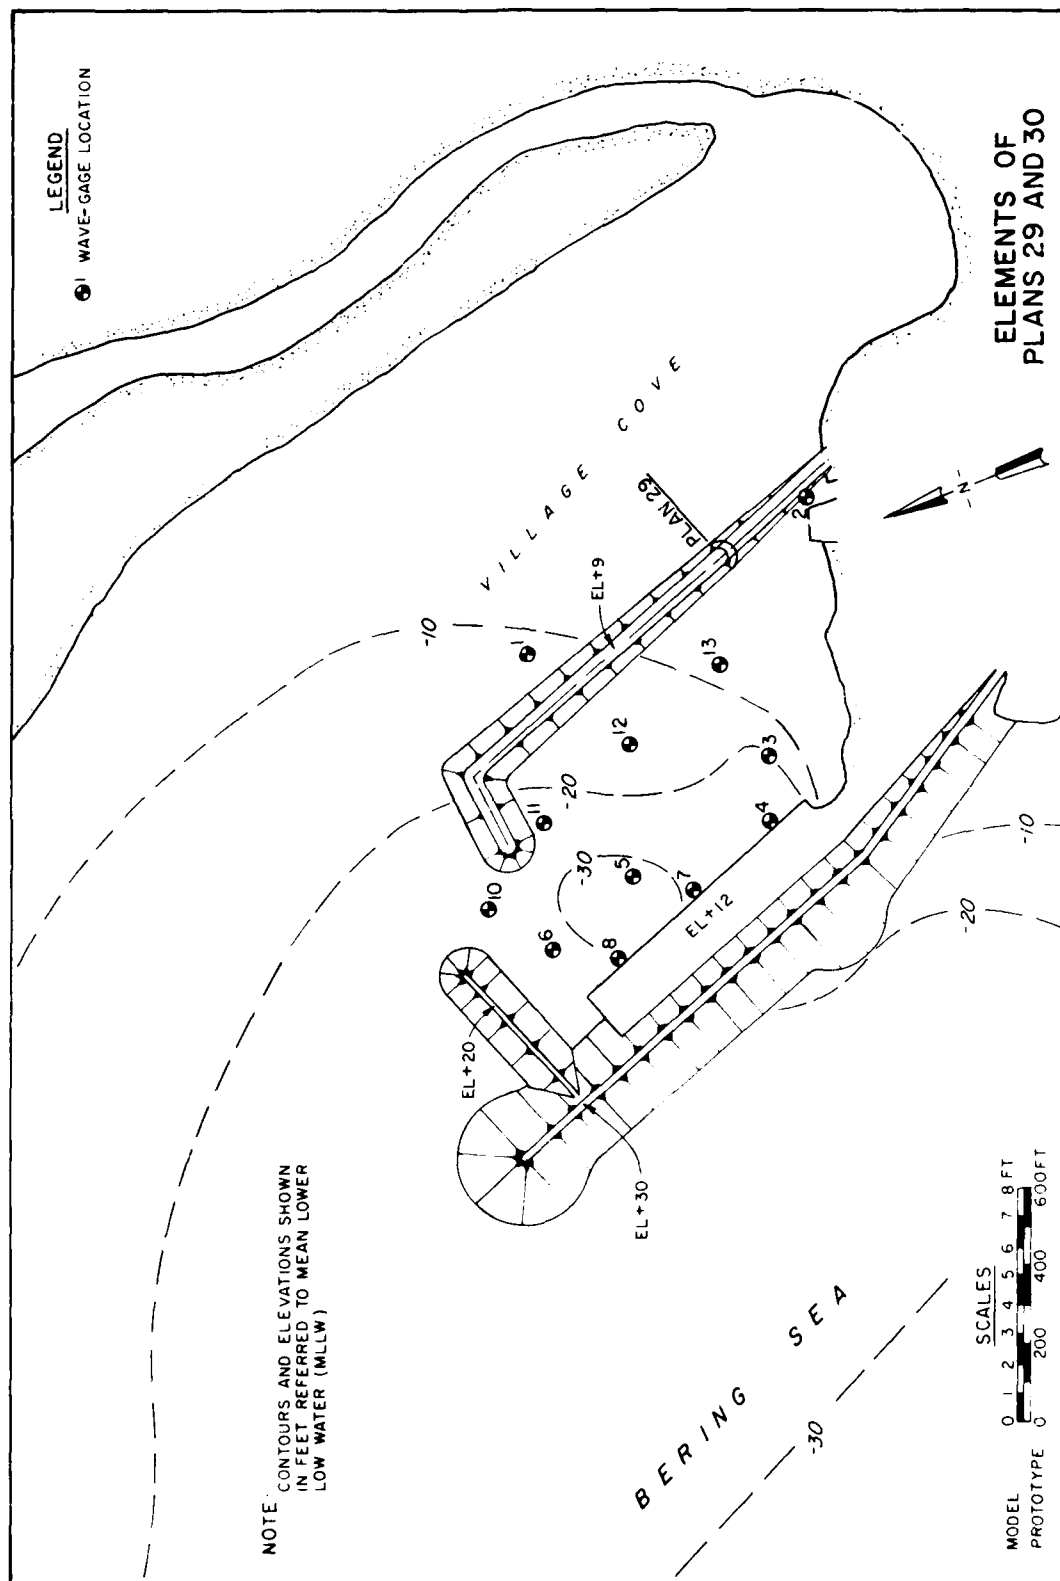 LEGEND
1 WAVE-GAGE LOCATION
NOTE: CONTOURS AND ELEVATIONS SHOWN
IN FEET REFERRED TO MEAN LOWER
LOW WATER (MLLW)
VILLAGE COVE
PLAN 29
EL+9
-10
1
13
12
2
3
-20
11
4
10
5
-30
7
6
8
EL+12
EL+20
EL+30
-10
-20
-N-
BERING SEA
-30
SCALES
MODEL 0 1 2 3 4 5 6 7 8 FT
PROTOTYPE 0 200 400 600FT
ELEMENTS OF
PLANS 29 AND 30